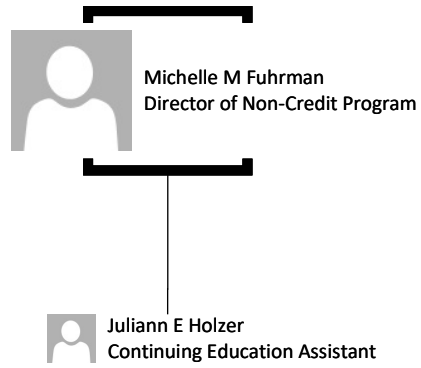 Michelle M Fuhrman
Director of Non-Credit Program
Juliann E Holzer
Continuing Education Assistant